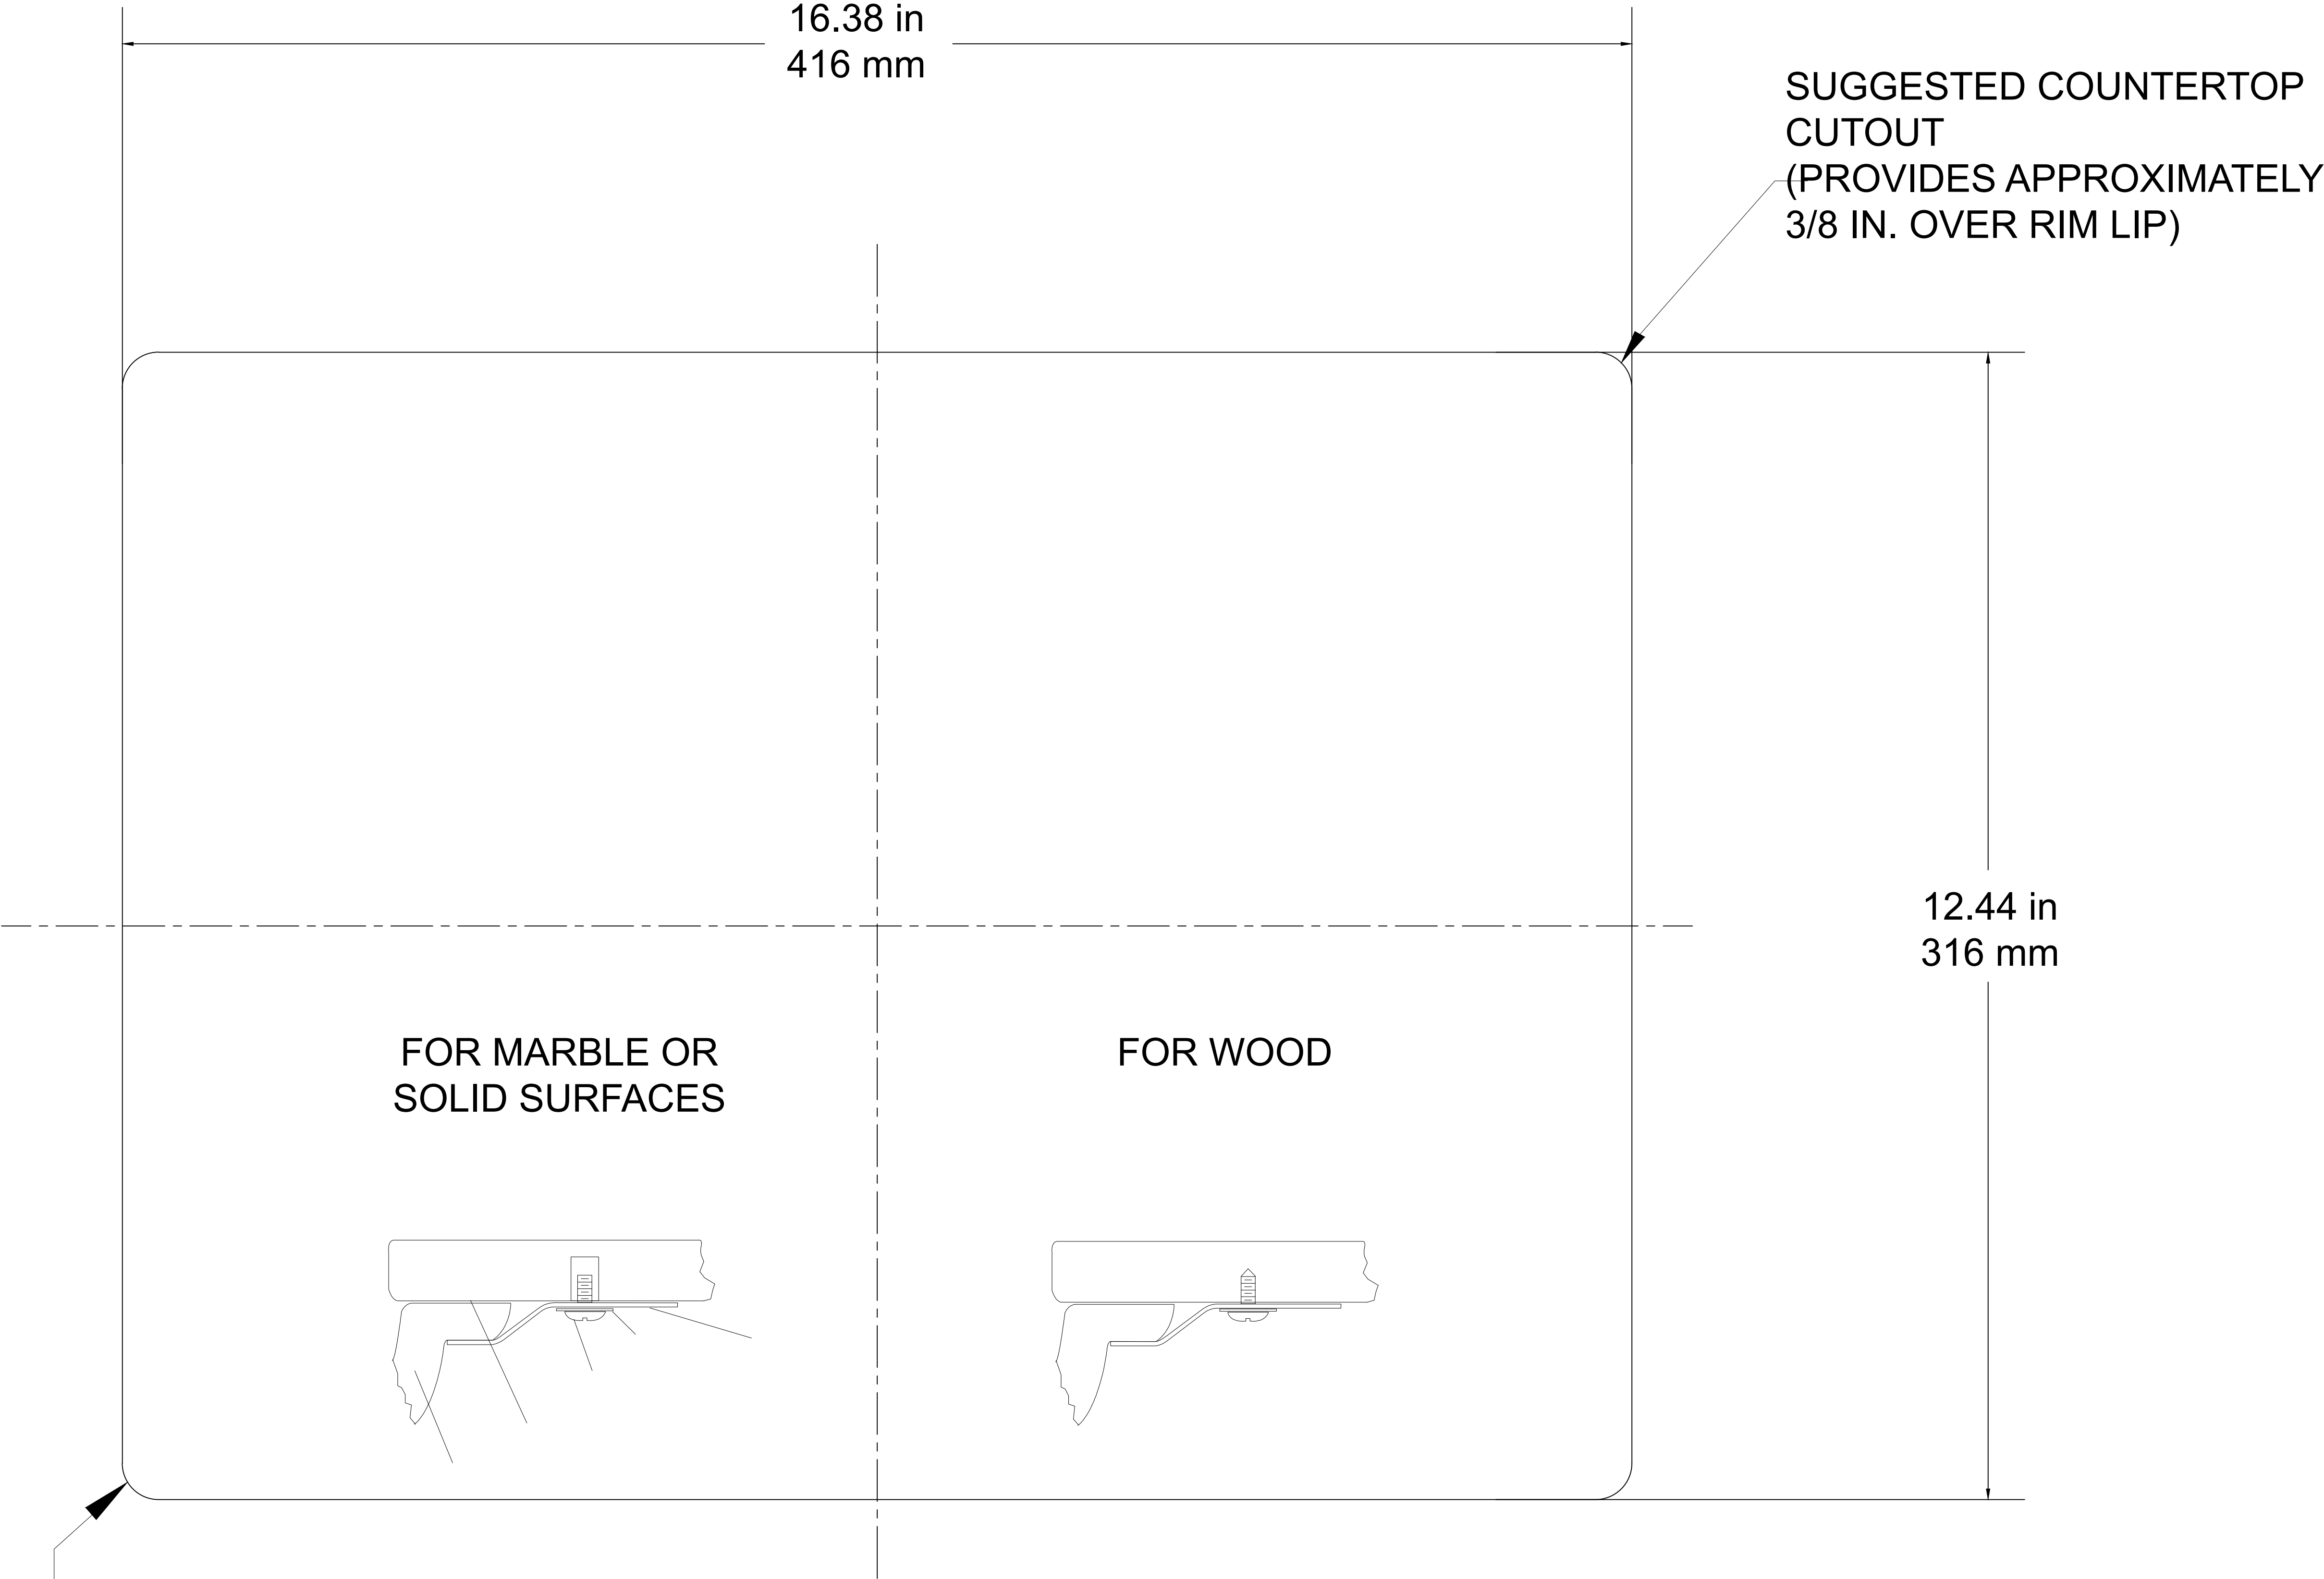 16.38 in
416 mm
SUGGESTED COUNTERTOP
CUTOUT
(PROVIDES APPROXIMATELY
3/8 IN. OVER RIM LIP)
12.44 in
316 mm
FOR MARBLE OR
SOLID SURFACES
FOR WOOD